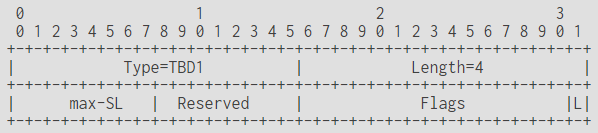 0                   1                   2                   3
 0 1 2 3 4 5 6 7 8 9 0 1 2 3 4 5 6 7 8 9 0 1 2 3 4 5 6 7 8 9 0 1
+-+-+-+-+-+-+-+-+-+-+-+-+-+-+-+-+-+-+-+-+-+-+-+-+-+-+-+-+-+-+-+-+
|           Type=TBD1           |           Length=4            |
+-+-+-+-+-+-+-+-+-+-+-+-+-+-+-+-+-+-+-+-+-+-+-+-+-+-+-+-+-+-+-+-+
|     max-SL    |   Reserved    |            Flags            |L|
+-+-+-+-+-+-+-+-+-+-+-+-+-+-+-+-+-+-+-+-+-+-+-+-+-+-+-+-+-+-+-+-+